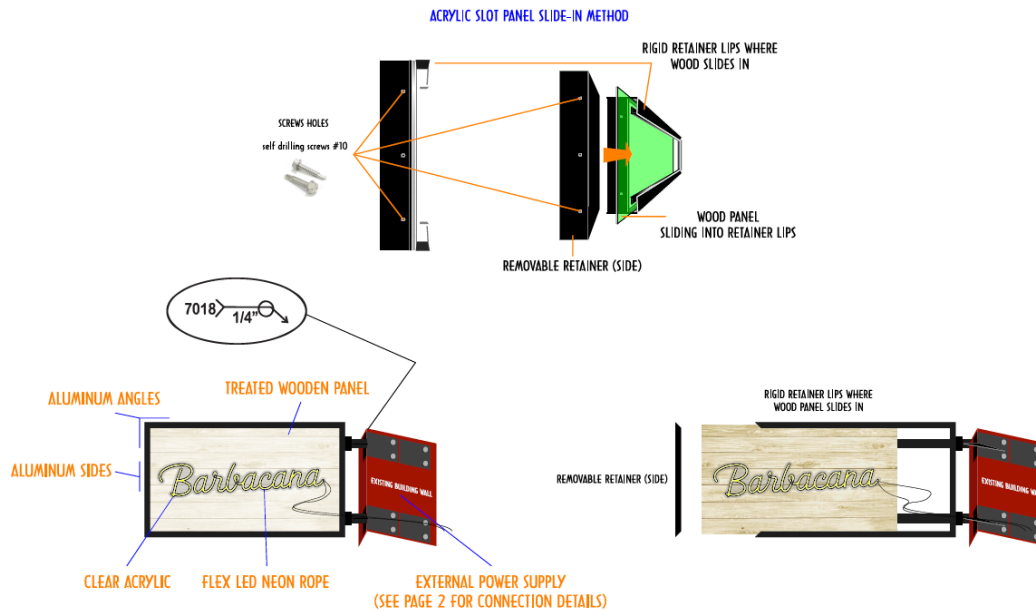 ACRYLIC SLOT PANEL SLIDE-IN METHOD
RIGID RETAINER LIPS WHERE
WOOD SLIDES IN
SCREWS HOLES
self drilling screws #10
WOOD PANEL
SLIDING INTO RETAINER LIPS
REMOVABLE RETAINER (SIDE)
7018
1/4"
ALUMINUM ANGLES
TREATED WOODEN PANEL
ALUMINUM SIDES
Barbacana
EXISTING BUILDING WALL
CLEAR ACRYLIC
FLEX LED NEON ROPE
EXTERNAL POWER SUPPLY
(SEE PAGE 2 FOR CONNECTION DETAILS)
RIGID RETAINER LIPS WHERE
WOOD PANEL SLIDES IN
REMOVABLE RETAINER (SIDE)
Barbacana
EXISTING BUILDING WALL